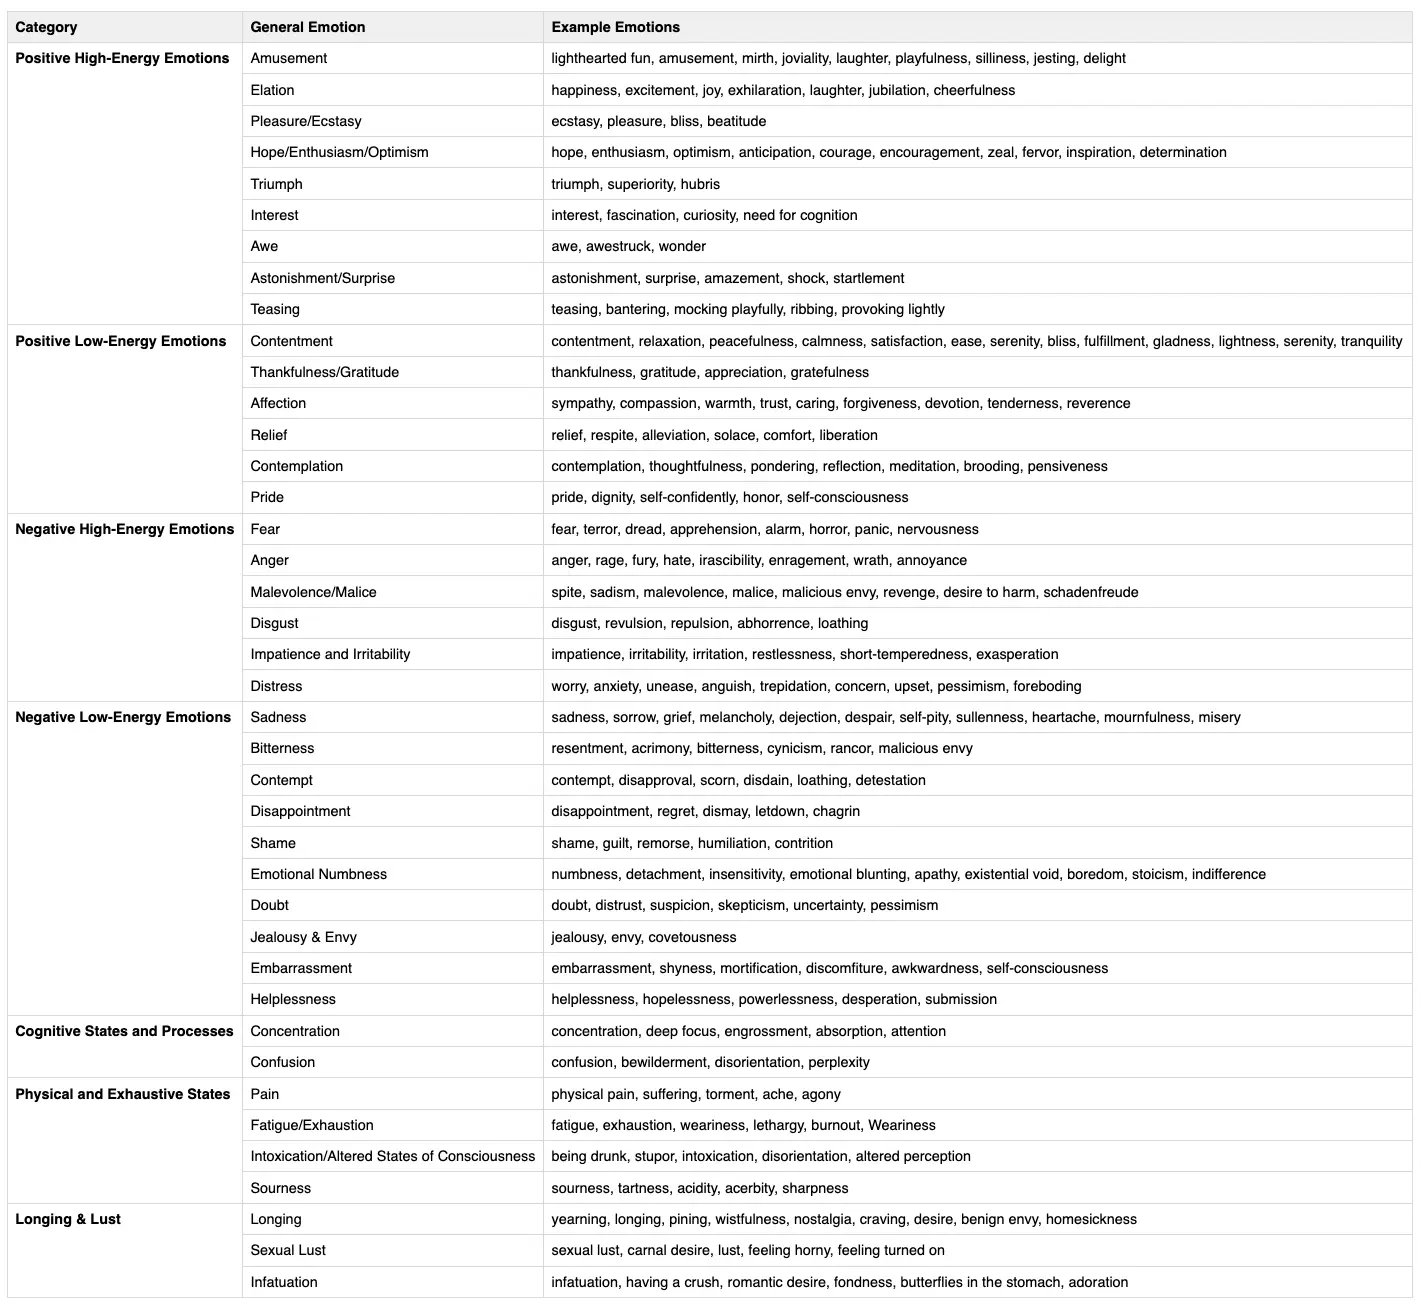 Category General Emotion Example Emotions
Positive High-Energy Emotions Amusement lighthearted fun, amusement, mirth, joviality, laughter, playfulness, silliness, jesting, delight
Elation happiness, excitement, joy, exhilaration, laughter, jubilation, cheerfulness
Pleasure/Ecstasy ecstasy, pleasure, bliss, beatitude
Hope/Enthusiasm/Optimism hope, enthusiasm, optimism, anticipation, courage, encouragement, zeal, fervor, inspiration, determination
Triumph triumph, superiority, hubris
Interest interest, fascination, curiosity, need for cognition
Awe awe, awestruck, wonder
Astonishment/Surprise astonishment, surprise, amazement, shock, startlement
Teasing teasing, bantering, mocking playfully, ribbing, provoking lightly
Positive Low-Energy Emotions Contentment contentment, relaxation, peacefulness, calmness, satisfaction, ease, serenity, bliss, fulfillment, gladness, lightness, serenity, tranquility
Thankfulness/Gratitude thankfulness, gratitude, appreciation, gratefulness
Affection sympathy, compassion, warmth, trust, caring, forgiveness, devotion, tenderness, reverence
Relief relief, respite, alleviation, solace, comfort, liberation
Contemplation contemplation, thoughtfulness, pondering, reflection, meditation, brooding, pensiveness
Pride pride, dignity, self-confidently, honor, self-consciousness
Negative High-Energy Emotions Fear fear, terror, dread, apprehension, alarm, horror, panic, nervousness
Anger anger, rage, fury, hate, irascibility, enragement, wrath, annoyance
Malevolence/Malice spite, sadism, malevolence, malice, malicious envy, revenge, desire to harm, schadenfreude
Disgust disgust, revulsion, repulsion, abhorrence, loathing
Impatience and Irritability impatience, irritability, irritation, restlessness, short-temperedness, exasperation
Distress worry, anxiety, unease, anguish, trepidation, concern, upset, pessimism, foreboding
Negative Low-Energy Emotions Sadness sadness, sorrow, grief, melancholy, dejection, despair, self-pity, sullenness, heartache, mournfulness, misery
Bitterness resentment, acrimony, bitterness, cynicism, rancor, malicious envy
Contempt contempt, disapproval, scorn, disdain, loathing, detestation
Disappointment disappointment, regret, dismay, letdown, chagrin
Shame shame, guilt, remorse, humiliation, contrition
Emotional Numbness numbness, detachment, insensitivity, emotional blunting, apathy, existential void, boredom, stoicism, indifference
Doubt doubt, distrust, suspicion, skepticism, uncertainty, pessimism
Jealousy & Envy jealousy, envy, covetousness
Embarrassment embarrassment, shyness, mortification, discomfiture, awkwardness, self-consciousness
Helplessness helplessness, hopelessness, powerlessness, desperation, submission
Cognitive States and Processes Concentration concentration, deep focus, engrossment, absorption, attention
Confusion confusion, bewilderment, disorientation, perplexity
Physical and Exhaustive States Pain physical pain, suffering, torment, ache, agony
Fatigue/Exhaustion fatigue, exhaustion, weariness, lethargy, burnout, Weariness
Intoxication/Altered States of Consciousness being drunk, stupor, intoxication, disorientation, altered perception
Sourness sourness, tartness, acidity, acerbity, sharpness
Longing & Lust Longing yearning, longing, pining, wistfulness, nostalgia, craving, desire, benign envy, homesickness
Sexual Lust sexual lust, carnal desire, lust, feeling horny, feeling turned on
Infatuation infatuation, having a crush, romantic desire, fondness, butterflies in the stomach, adoration